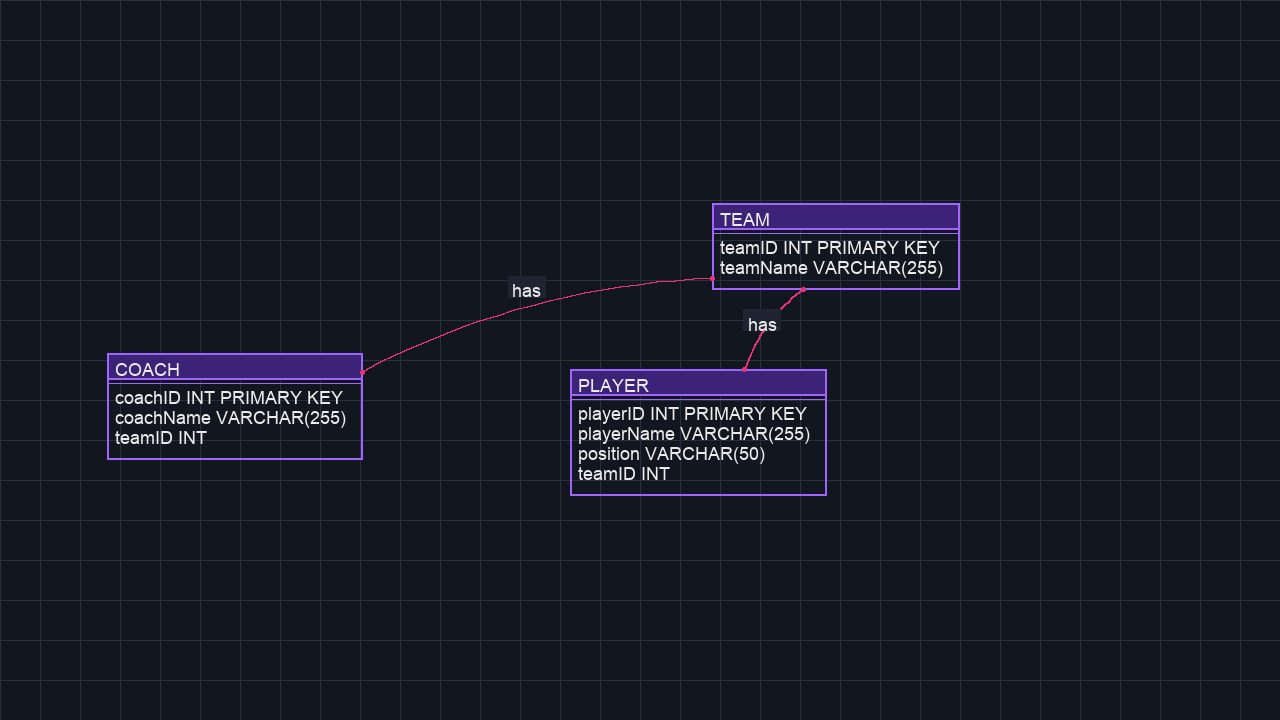 TEAM
teamID INT PRIMARY KEY
teamName VARCHAR(255)
has
has
COACH
coachID INT PRIMARY KEY
coachName VARCHAR(255)
teamID INT
PLAYER
playerID INT PRIMARY KEY
playerName VARCHAR(255)
position VARCHAR(50)
teamID INT